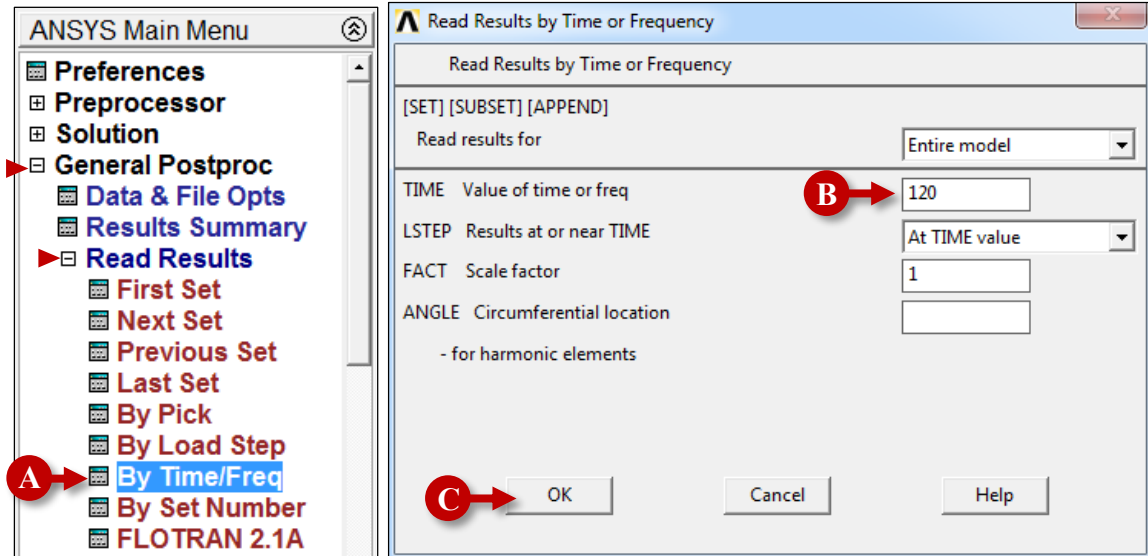 ANSYS Main Menu
Preferences
Preprocessor
Solution
General Postproc
Data & File Opts
Results Summary
Read Results
First Set
Next Set
Previous Set
Last Set
By Pick
By Load Step
A By Time/Freq
By Set Number
FLOTRAN 2.1A
Read Results by Time or Frequency
Read Results by Time or Frequency
[SET] [SUBSET] [APPEND]
Read results for Entire model
TIME Value of time or freq B 120
LSTEP Results at or near TIME At TIME value
FACT Scale factor 1
ANGLE Circumferential location
- for harmonic elements
C OK Cancel Help